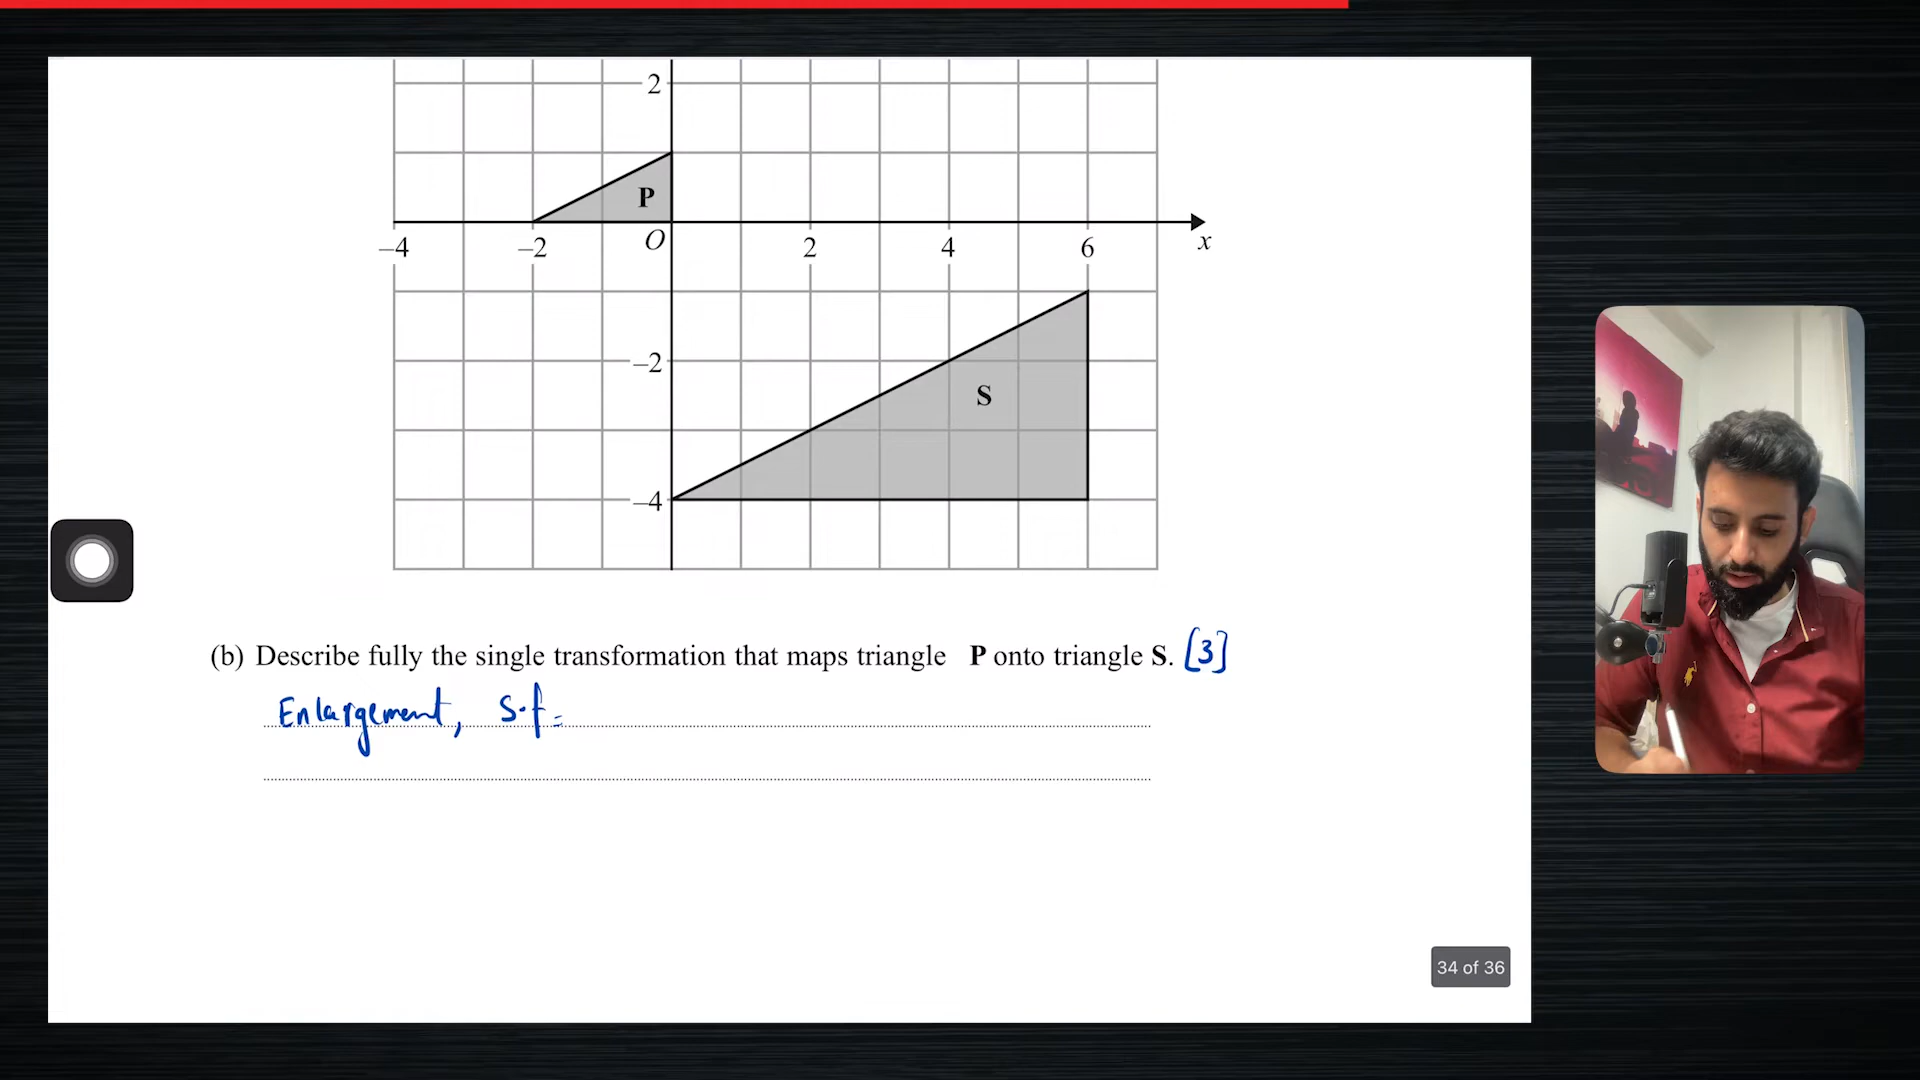 2
P
–4 –2 O 2 4 6 x
–2
S
–4
(b) Describe fully the single transformation that maps triangle P onto triangle S. [3]
Enlargement, s.f =
34 of 36